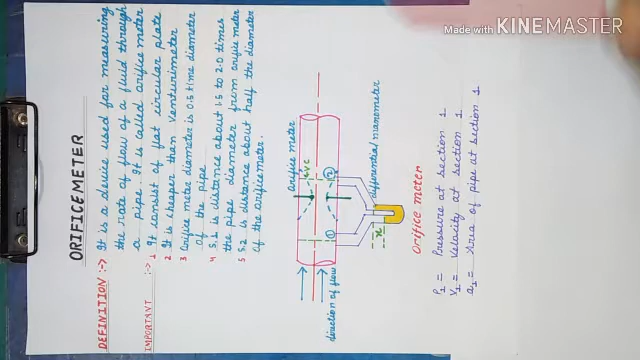 Made with KINEMASTER
ORIFICEMETER
DEFINITION :-> It is a device used for measuring
the rate of flow of a fluid through
a pipe. It is called orifice meter
IMPORTANT :-> 1 It consist of flat circular plate
2 It is cheaper than venturimeter
3 Orifice meter diameter is 0.5 time diameter
of the pipe
4 S.1 is distance about 1.5 to 2.0 times
the pipe diameter from orifice meter
5 S.2 is distance about half the diameter
of the orificemeter.
Orifice meter
V.C
1
2
direction of flow
x
differential manometer
Orifice meter
P1 = Pressure at section 1
V1 = Velocity at section 1
a1 = Area of pipe at section 1